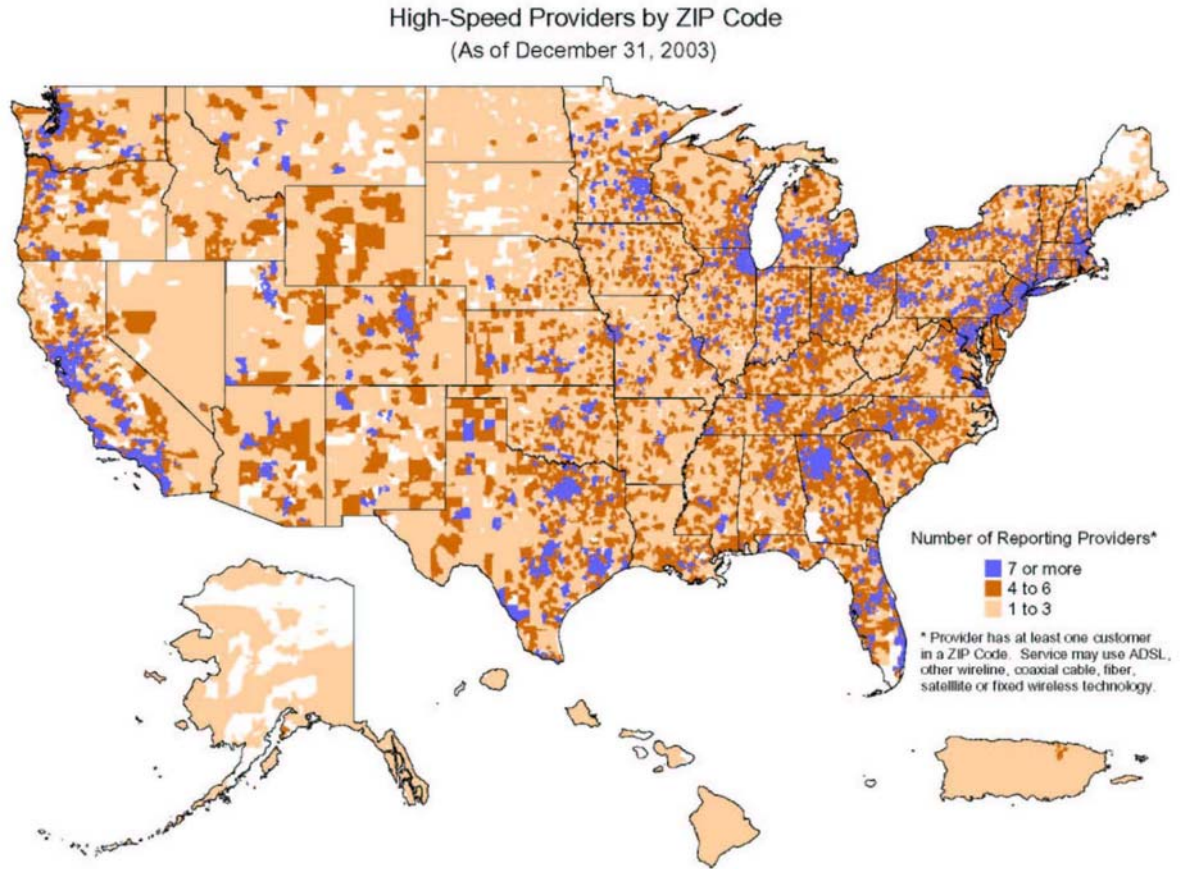 High-Speed Providers by ZIP Code
(As of December 31, 2003)
Number of Reporting Providers*
7 or more
4 to 6
1 to 3
* Provider has at least one customer
in a ZIP Code. Service may use ADSL,
other wireline, coaxial cable, fiber,
satelllite or fixed wireless technology.